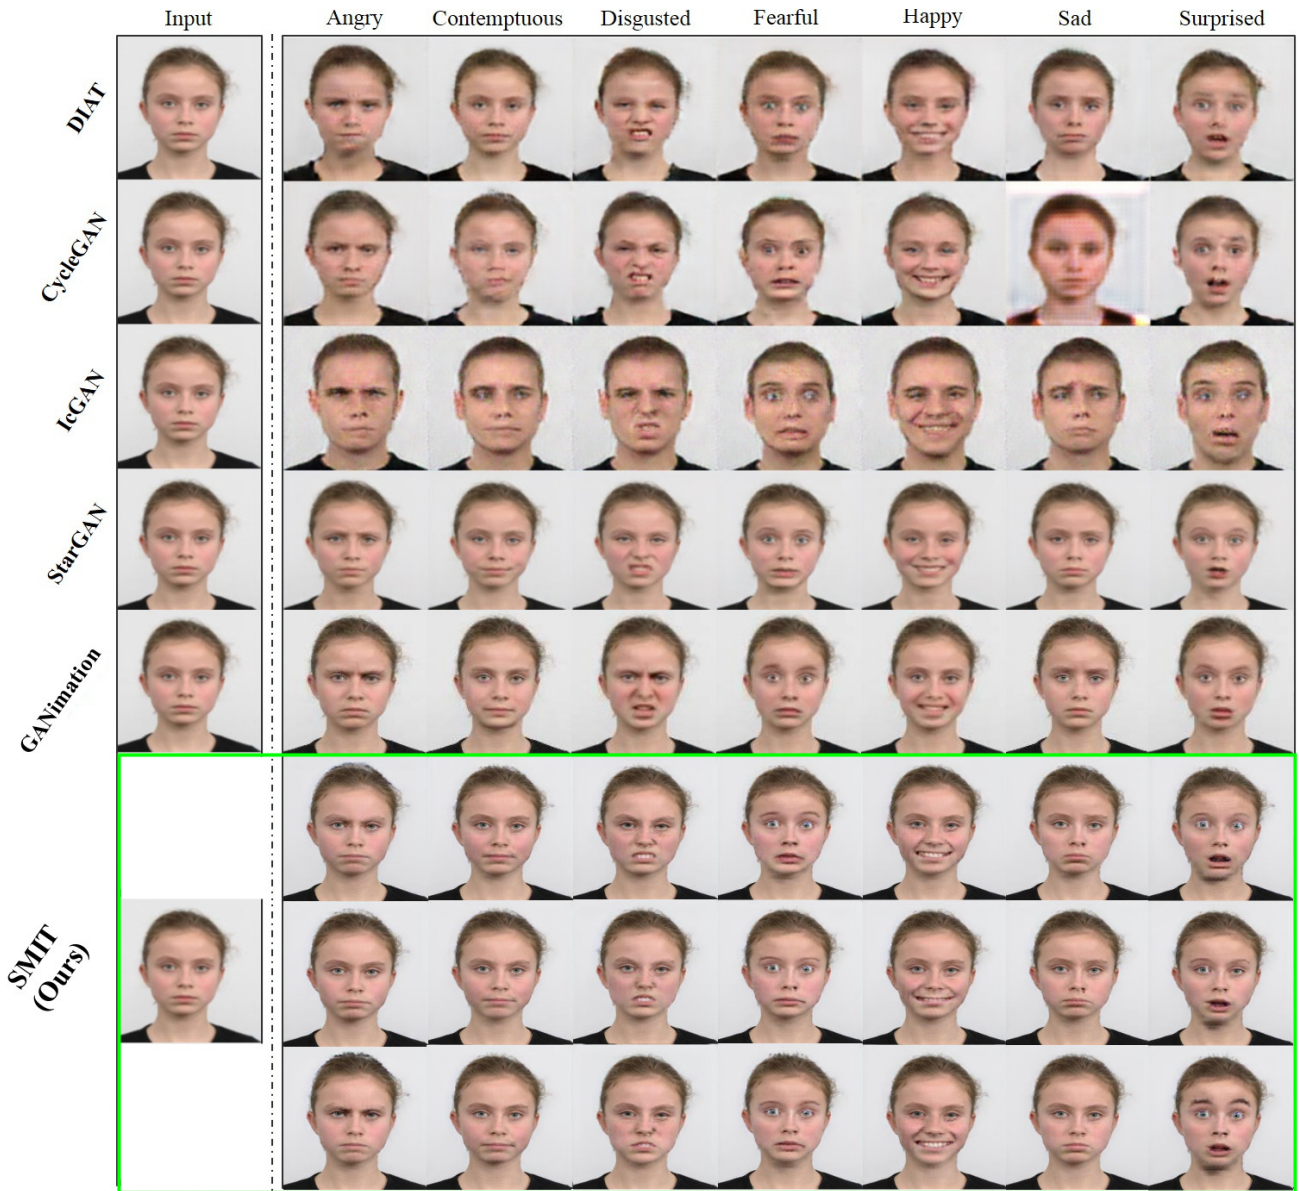 Input Angry Contemptuous Disgusted Fearful Happy Sad Surprised
DIAT
CycleGAN
IcGAN
StarGAN
GANimation
SMIT
(Ours)